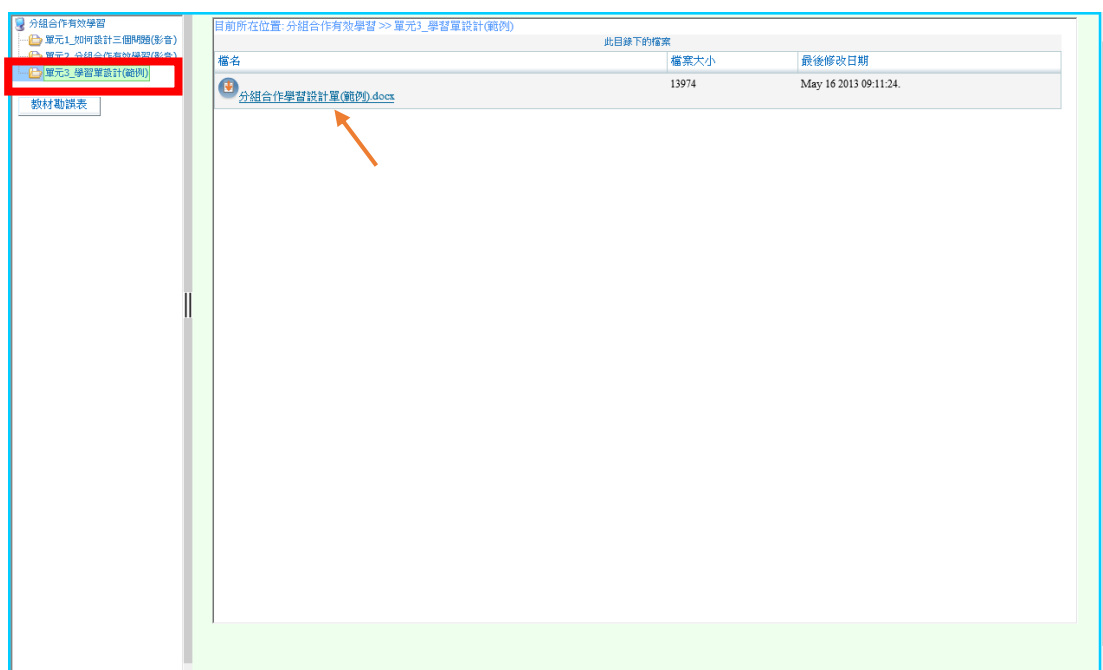 分組合作有效學習
單元1_如何設計三個問題(影音)
單元2_分組合作有效學習(影音)
單元3_學習單設計(範例)
教材勘誤表
目前所在位置: 分組合作有效學習 >> 單元3_學習單設計(範例)
此目錄下的檔案
檔名 檔案大小 最後修改日期
分組合作學習設計單(範例).docx 13974 May 16 2013 09:11:24.